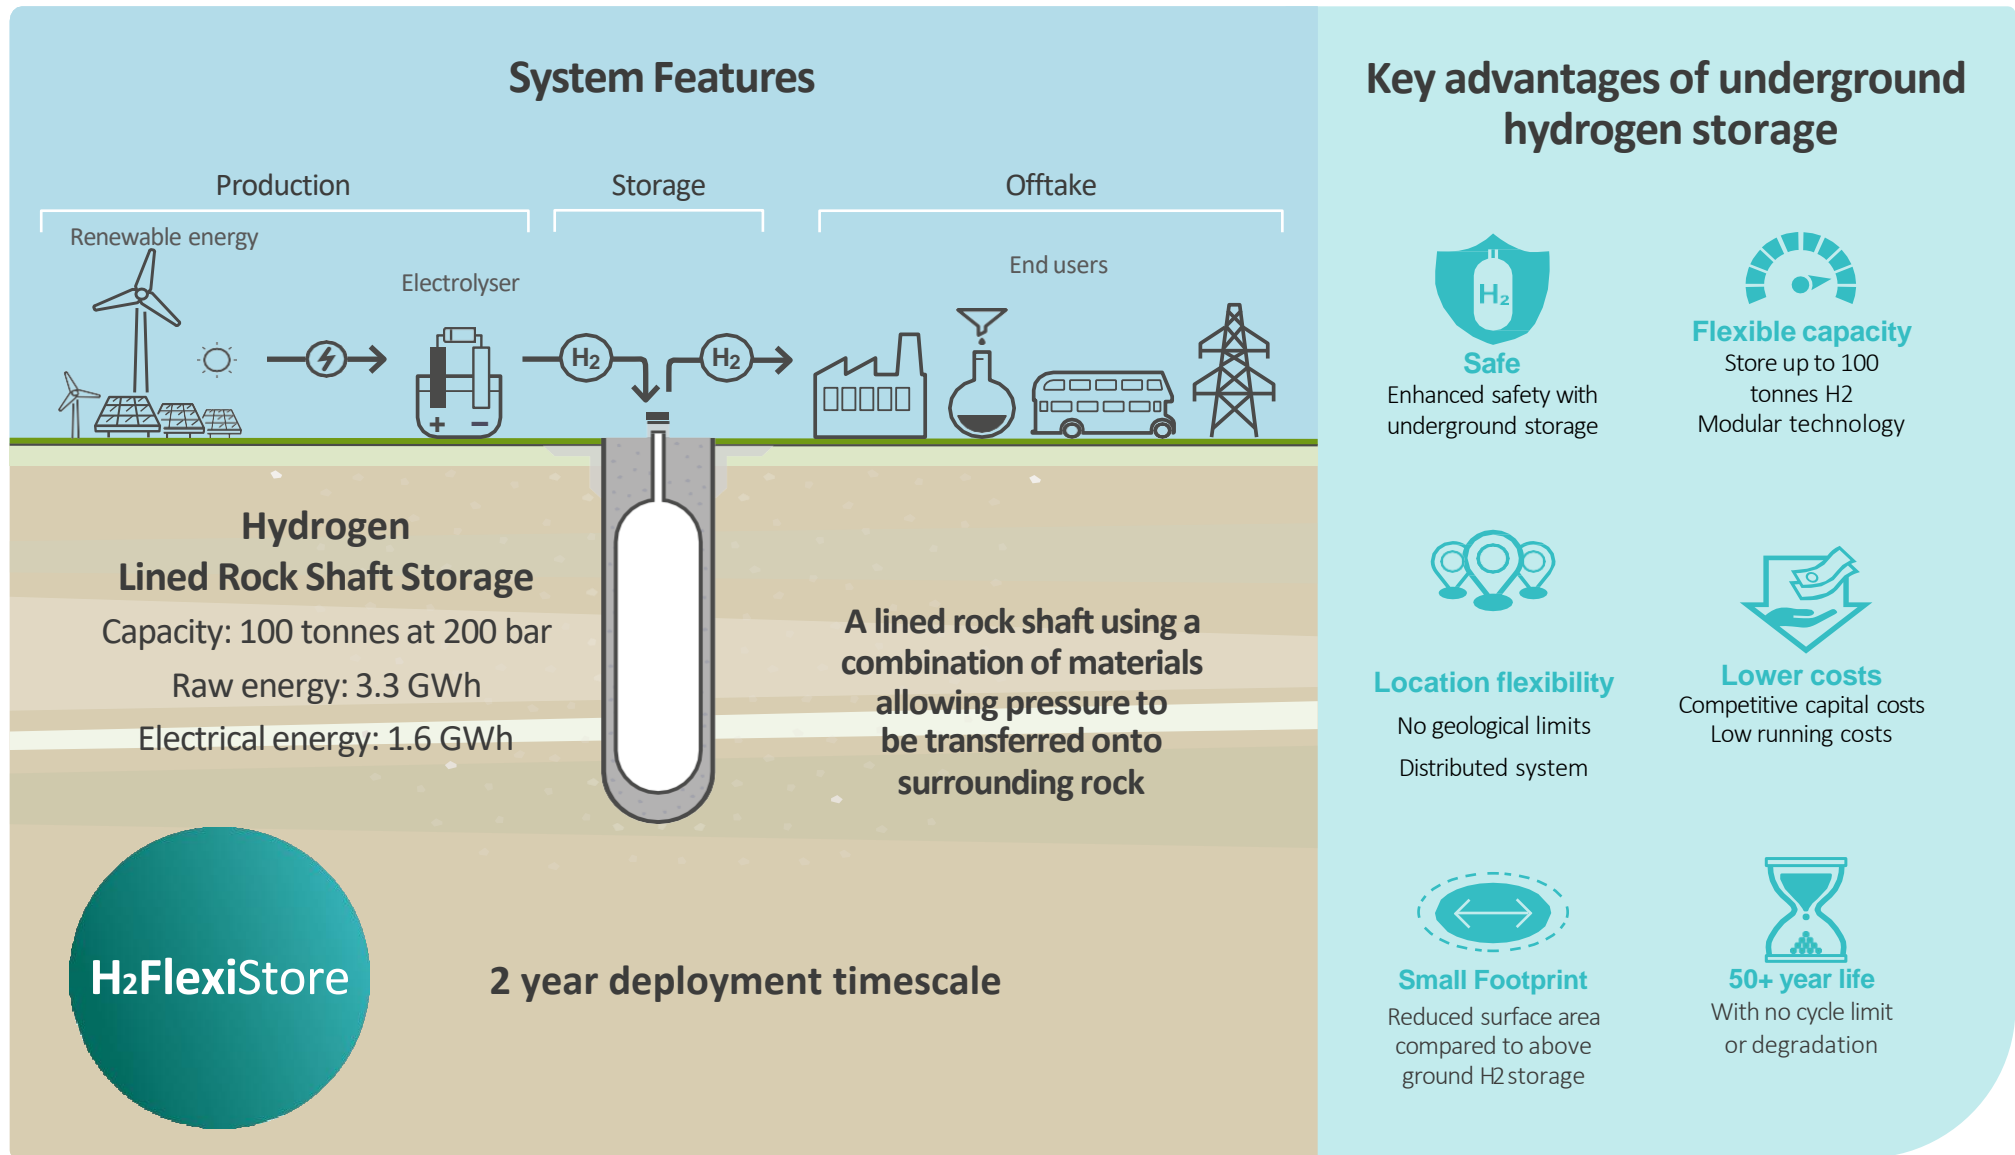 System Features
Production
Storage
Offtake
Renewable energy
Electrolyser
End users
H2
H2
+
−
Hydrogen
Lined Rock Shaft Storage
Capacity: 100 tonnes at 200 bar
Raw energy: 3.3 GWh
Electrical energy: 1.6 GWh
A lined rock shaft using a
combination of materials
allowing pressure to
be transferred onto
surrounding rock
H2FlexiStore
2 year deployment timescale
Key advantages of underground
hydrogen storage
H2
Safe
Enhanced safety with
underground storage
Flexible capacity
Store up to 100
tonnes H2
Modular technology
Location flexibility
No geological limits
Distributed system
Lower costs
Competitive capital costs
Low running costs
Small Footprint
Reduced surface area
compared to above
ground H2 storage
50+ year life
With no cycle limit
or degradation